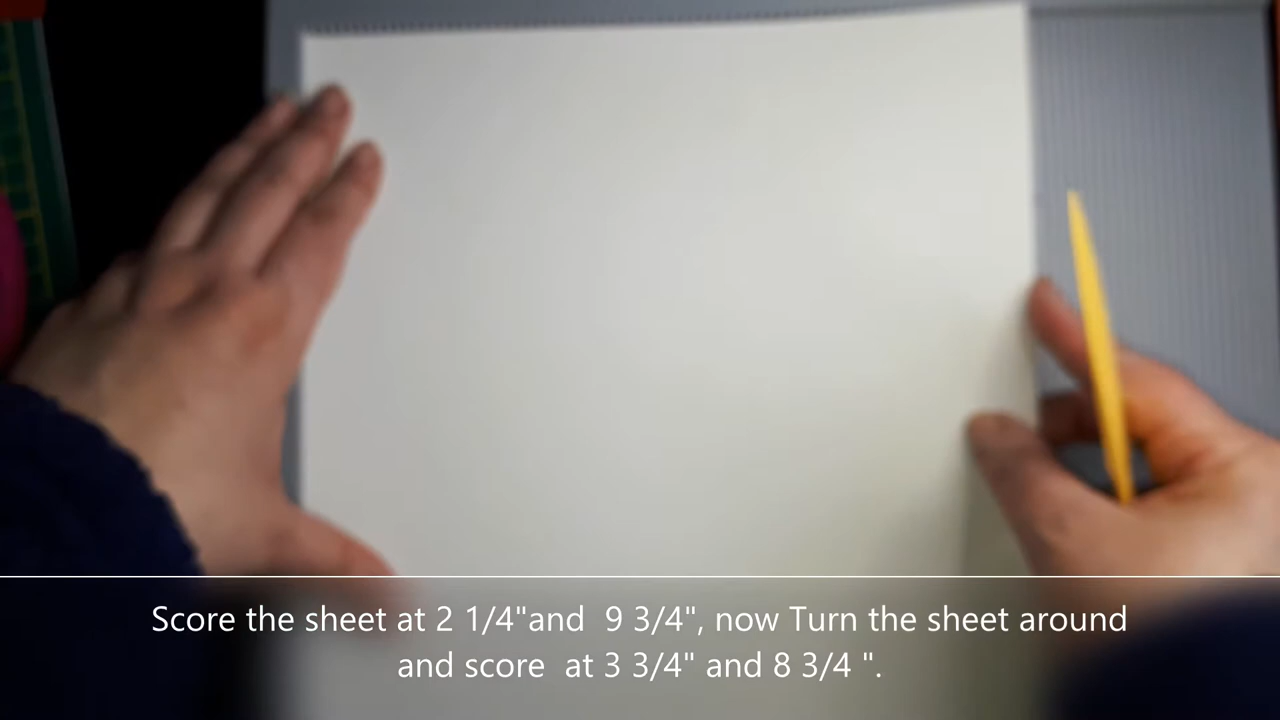 Score the sheet at 2 1/4"and  9 3/4", now Turn the sheet around
and score  at 3 3/4" and 8 3/4 ".